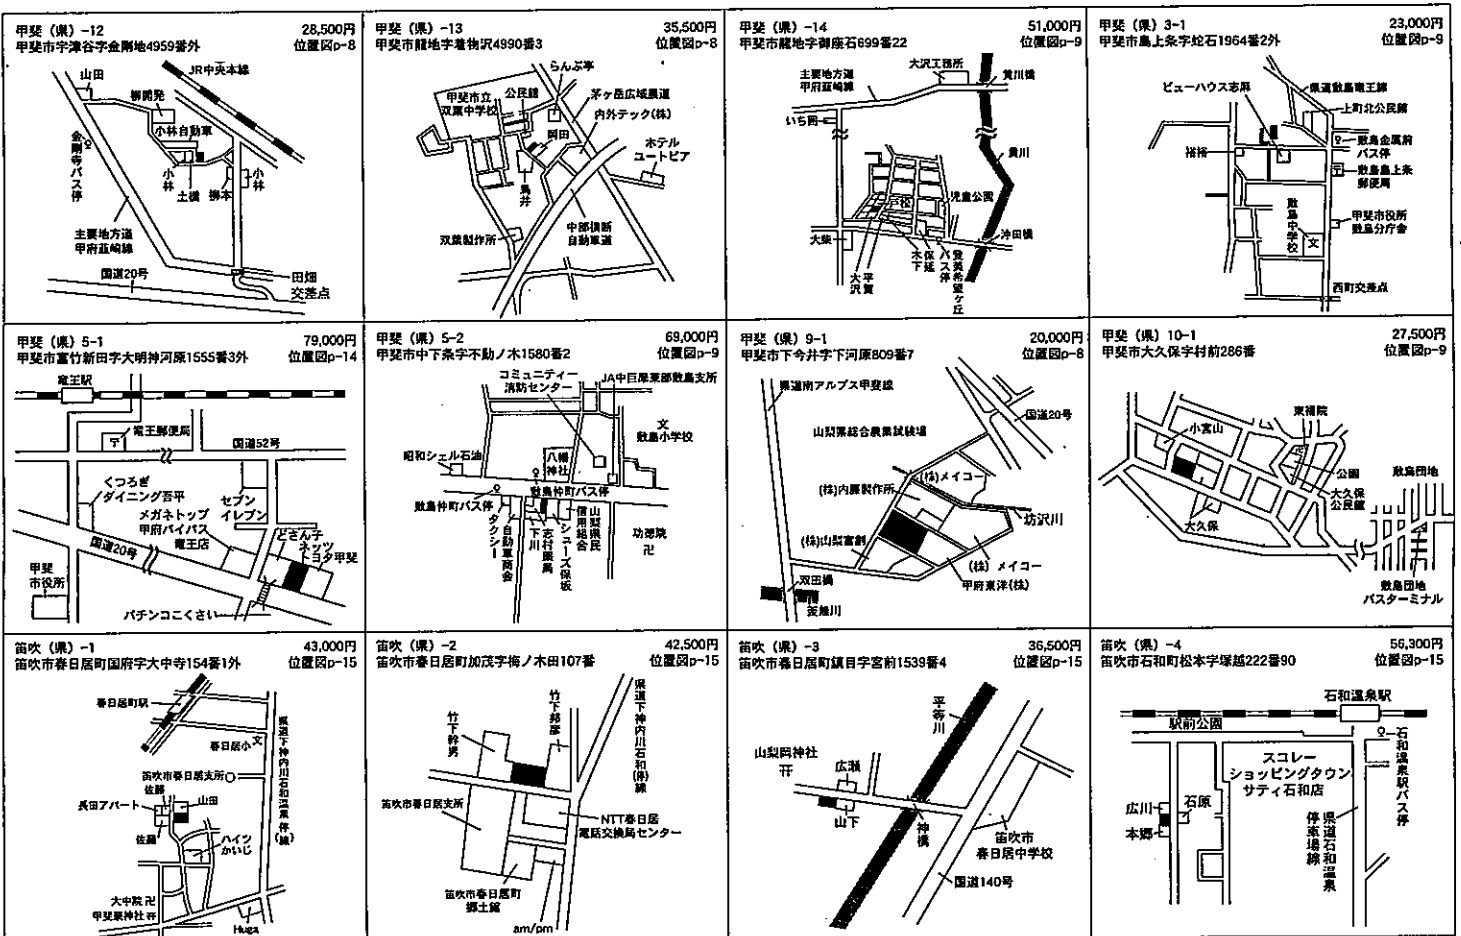 甲斐（県）-12 28,500円
甲斐市宇津谷字金剛地4959番外 位置図p-8
JR中央本線
山田
柳開発
小林自動車
金剛寺バス停
小林
土橋
柳本
小林
主要地方道
甲府韮崎線
国道20号
田畑
交差点
甲斐（県）-13 35,500円
甲斐市龍地字着物沢4990番3 位置図p-8
らんぷ亭
甲斐市立
双葉中学校
公民館
茅ヶ岳広域農道
内外テック(株)
岡田
ホテル
ユートピア
鳥井
双葉製作所
中部横断
自動車道
甲斐（県）-14 51,000円
甲斐市龍地字御座石699番22 位置図p-9
大沢工務所
主要地方道
甲府韮崎線
貢川橋
いち圃
貢川
戸松
児童公園
大柴
沖田橋
大沢
平賀
木下
保延
バス停
登美希望ヶ丘
甲斐（県）3-1 23,000円
甲斐市島上条字蛇石1964番2外 位置図p-9
ビューハウス志麻
県道敷島竜王線
上町北公民館
裕裕
敷島金属前
バス停
敷島島上条
郵便局
敷島中学校
文
甲斐市役所
敷島分庁舎
西町交差点
甲斐（県）5-1 79,000円
甲斐市富竹新田字大明神河原1555番3外 位置図p-14
竜王駅
竜王郵便局
国道52号
くつろぎ
ダイニング吾平
メガネトップ
甲府バイパス
竜王店
セブン
イレブン
どさん子
ネッツ
トヨタ甲斐
国道20号
甲斐
市役所
パチンコこくさい
甲斐（県）5-2 69,000円
甲斐市中下条字不動ノ木1580番2 位置図p-9
コミュニティー
消防センター
JA中巨摩東部敷島支所
文
敷島小学校
昭和シェル石油
八幡
神社
敷島仲町バス停
敷島仲町バス停
タクシー
自動車商会
下川
志村
シューズ保坂
信用組合
山梨県民
功徳院
卍
甲斐（県）9-1 20,000円
甲斐市下今井字下河原809番7 位置図p-8
県道南アルプス甲斐線
国道20号
山梨県総合農業試験場
(株)メイコー
(株)内藤製作所
坊沢川
(株)山梨富創
(株)メイコー
甲府東洋(株)
双田橋
釜無川
甲斐（県）10-1 27,500円
甲斐市大久保字村前286番 位置図p-9
東福院
小宮山
公園
敷島団地
大久保
公民館
大久保
敷島団地
バスターミナル
笛吹（県）-1 43,000円
笛吹市春日居町国府字大中寺154番1外 位置図p-15
春日居町駅
春日居小
文
県道下神内川石和温泉(停)線
笛吹市春日居支所
佐藤
長田アパート
山田
佐藤
ハイツ
かいじ
大中院卍
甲斐奈神社
Huga
笛吹（県）-2 42,500円
笛吹市春日居町加茂字梅ノ木田107番 位置図p-15
竹下幹男
竹下邦彦
県道下神内川石和(停)線
笛吹市春日居支所
NTT春日居
電話交換局センター
笛吹市春日居町
郷土館
am/pm
笛吹（県）-3 36,500円
笛吹市春日居町鎮目字宮前1539番4 位置図p-15
平等川
山梨岡神社
広瀬
山下
神橋
笛吹市
春日居中学校
国道140号
笛吹（県）-4 56,300円
笛吹市石和町松本字塚越222番90 位置図p-15
石和温泉駅
駅前公園
石和温泉駅バス停
スコレー
ショッピングタウン
サティ石和店
広川
石原
本郷
県道石和温泉
停車場線